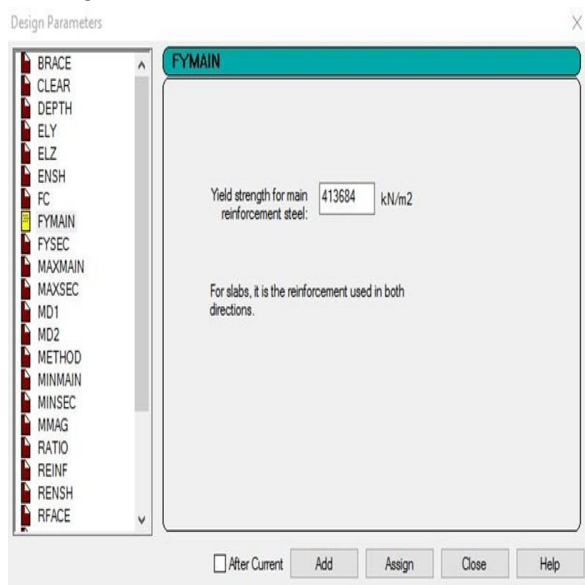 Design Parameters
BRACE
CLEAR
DEPTH
ELY
ELZ
ENSH
FC
FYMAIN
FYSEC
MAXMAIN
MAXSEC
MD1
MD2
METHOD
MINMAIN
MINSEC
MMAG
RATIO
REINF
RENSH
RFACE
FYMAIN
Yield strength for main
reinforcement steel:
413684 kN/m2
For slabs, it is the reinforcement used in both
directions.
After Current Add Assign Close Help